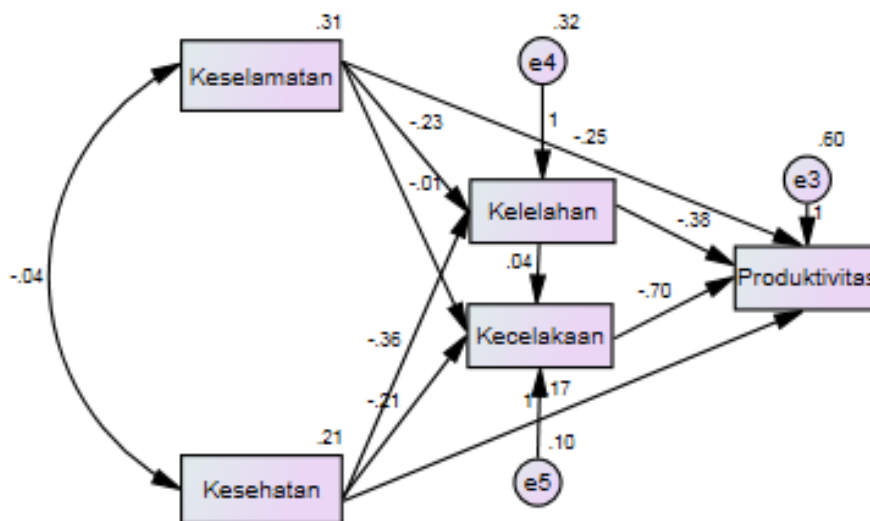 .31
Keselamatan
.32
e4
-.23
1
-.25
.60
e3
-.01
1
Kelelahan
-.38
-.04
.04
Produktivitas
-.70
Kecelakaan
-.36
-.21
1
.17
.21
.10
Kesehatan
e5